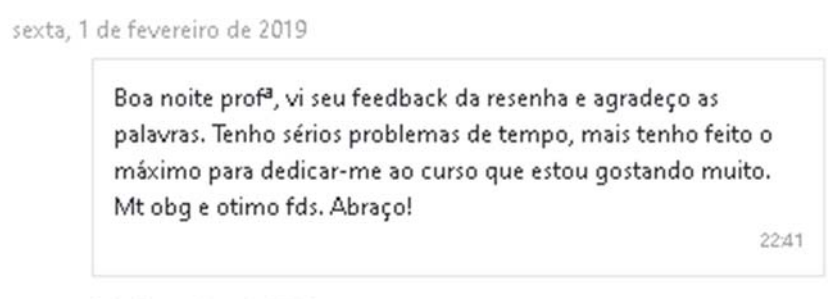 sexta, 1 de fevereiro de 2019
Boa noite profª, vi seu feedback da resenha e agradeço as
palavras. Tenho sérios problemas de tempo, mais tenho feito o
máximo para dedicar-me ao curso que estou gostando muito.
Mt obg e otimo fds. Abraço!
22:41